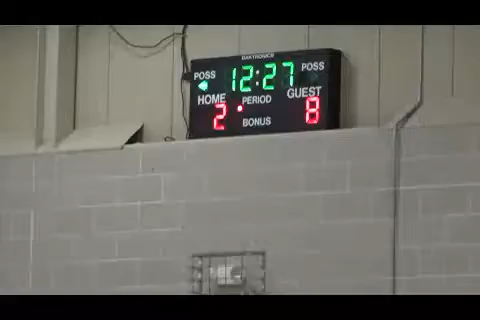 DAKTRONICS
POSS 12:27 POSS
HOME PERIOD GUEST
2 BONUS 8